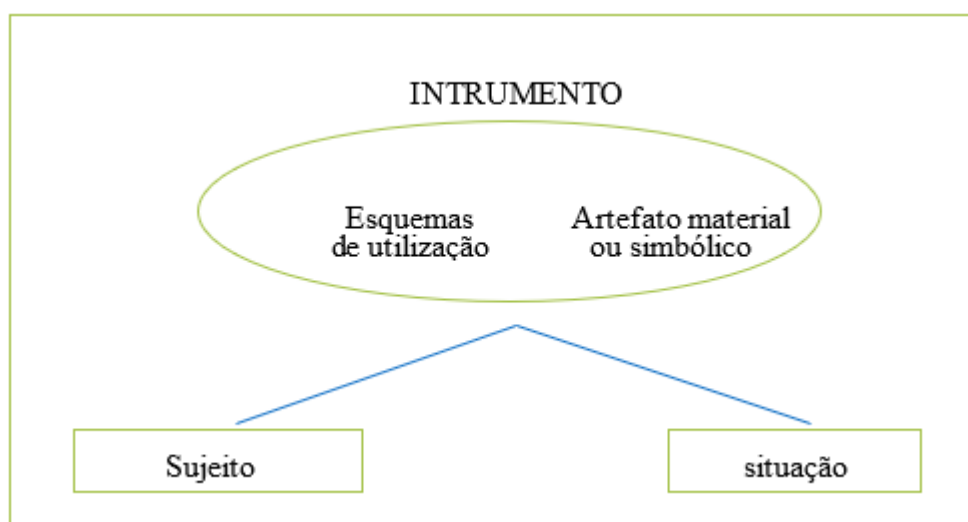 INTRUMENTO
Esquemas
de utilização
Artefato material
ou simbólico
Sujeito
situação